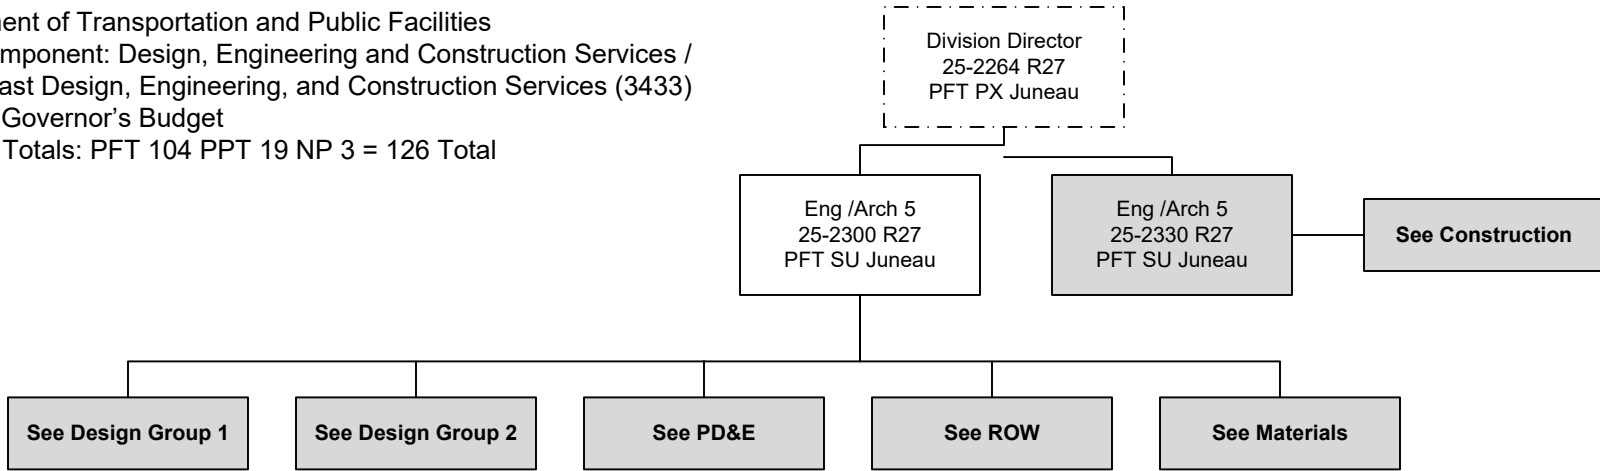 of Transportation and Public Facilities
Design, Engineering and Construction Services /
Design, Engineering, and Construction Services (3433)
Governor’s Budget
Totals: PFT 104 PPT 19 NP 3 = 126 Total
Division Director
25-2264 R27
PFT PX Juneau
Eng /Arch 5
25-2300 R27
PFT SU Juneau
Eng /Arch 5
25-2330 R27
PFT SU Juneau
See Construction
See Design Group 1
See Design Group 2
See PD&E
See ROW
See Materials